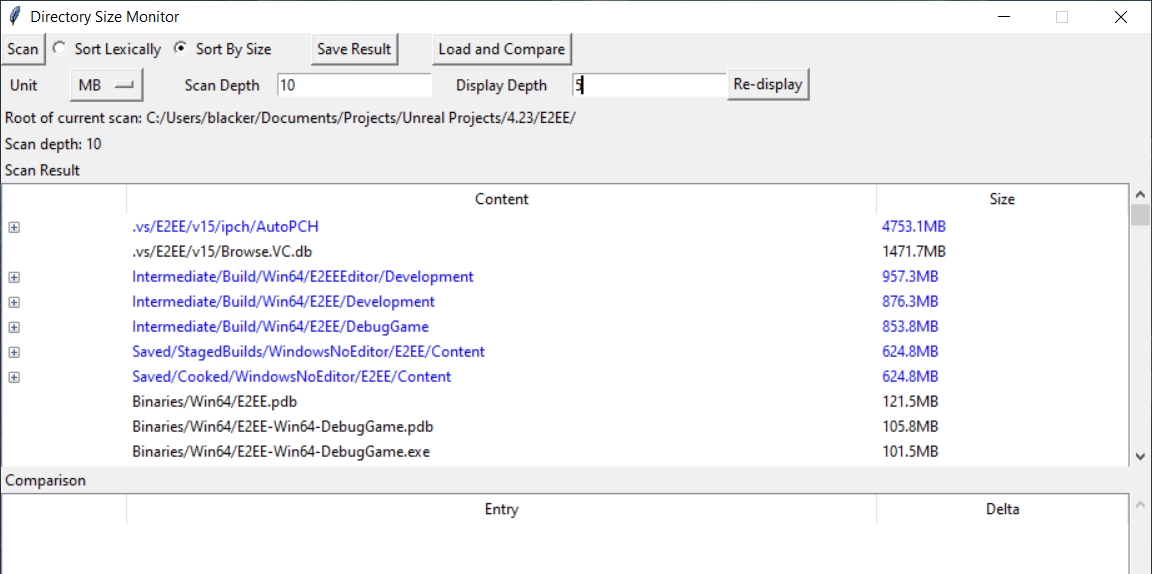 Directory Size Monitor
Scan Sort Lexically Sort By Size Save Result Load and Compare
Unit MB Scan Depth 10 Display Depth 5 Re-display
Root of current scan: C:/Users/blacker/Documents/Projects/Unreal Projects/4.23/E2EE/
Scan depth: 10
Scan Result
Content Size
.vs/E2EE/v15/ipch/AutoPCH 4753.1MB
.vs/E2EE/v15/Browse.VC.db 1471.7MB
Intermediate/Build/Win64/E2EEEditor/Development 957.3MB
Intermediate/Build/Win64/E2EE/Development 876.3MB
Intermediate/Build/Win64/E2EE/DebugGame 853.8MB
Saved/StagedBuilds/WindowsNoEditor/E2EE/Content 624.8MB
Saved/Cooked/WindowsNoEditor/E2EE/Content 624.8MB
Binaries/Win64/E2EE.pdb 121.5MB
Binaries/Win64/E2EE-Win64-DebugGame.pdb 105.8MB
Binaries/Win64/E2EE-Win64-DebugGame.exe 101.5MB
Comparison
Entry Delta